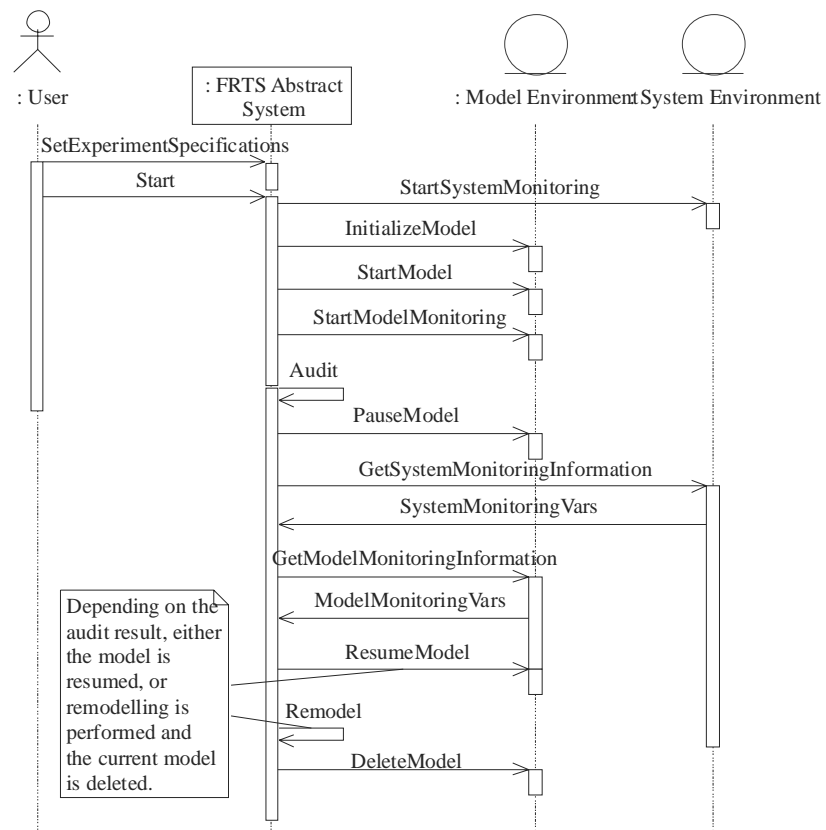 : User
: FRTS Abstract
System
: Model Environment
: System Environment
SetExperimentSpecifications
Start
StartSystemMonitoring
InitializeModel
StartModel
StartModelMonitoring
Audit
PauseModel
GetSystemMonitoringInformation
SystemMonitoringVars
GetModelMonitoringInformation
ModelMonitoringVars
Depending on the
audit result, either
the model is
resumed, or
remodelling is
performed and
the current model
is deleted.
ResumeModel
Remodel
DeleteModel